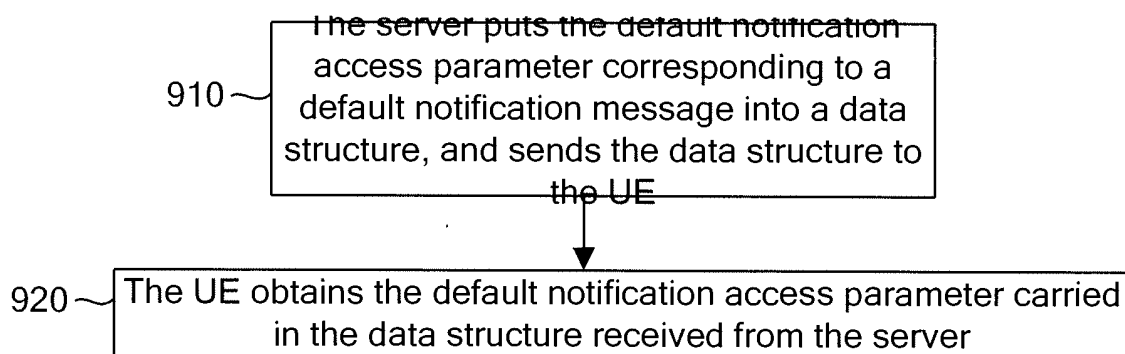 The server puts the default notification
access parameter corresponding to a
910
default notification message into a data
structure, and sends the data structure to
the UE
920
The UE obtains the default notification access parameter carried
in the data structure received from the server